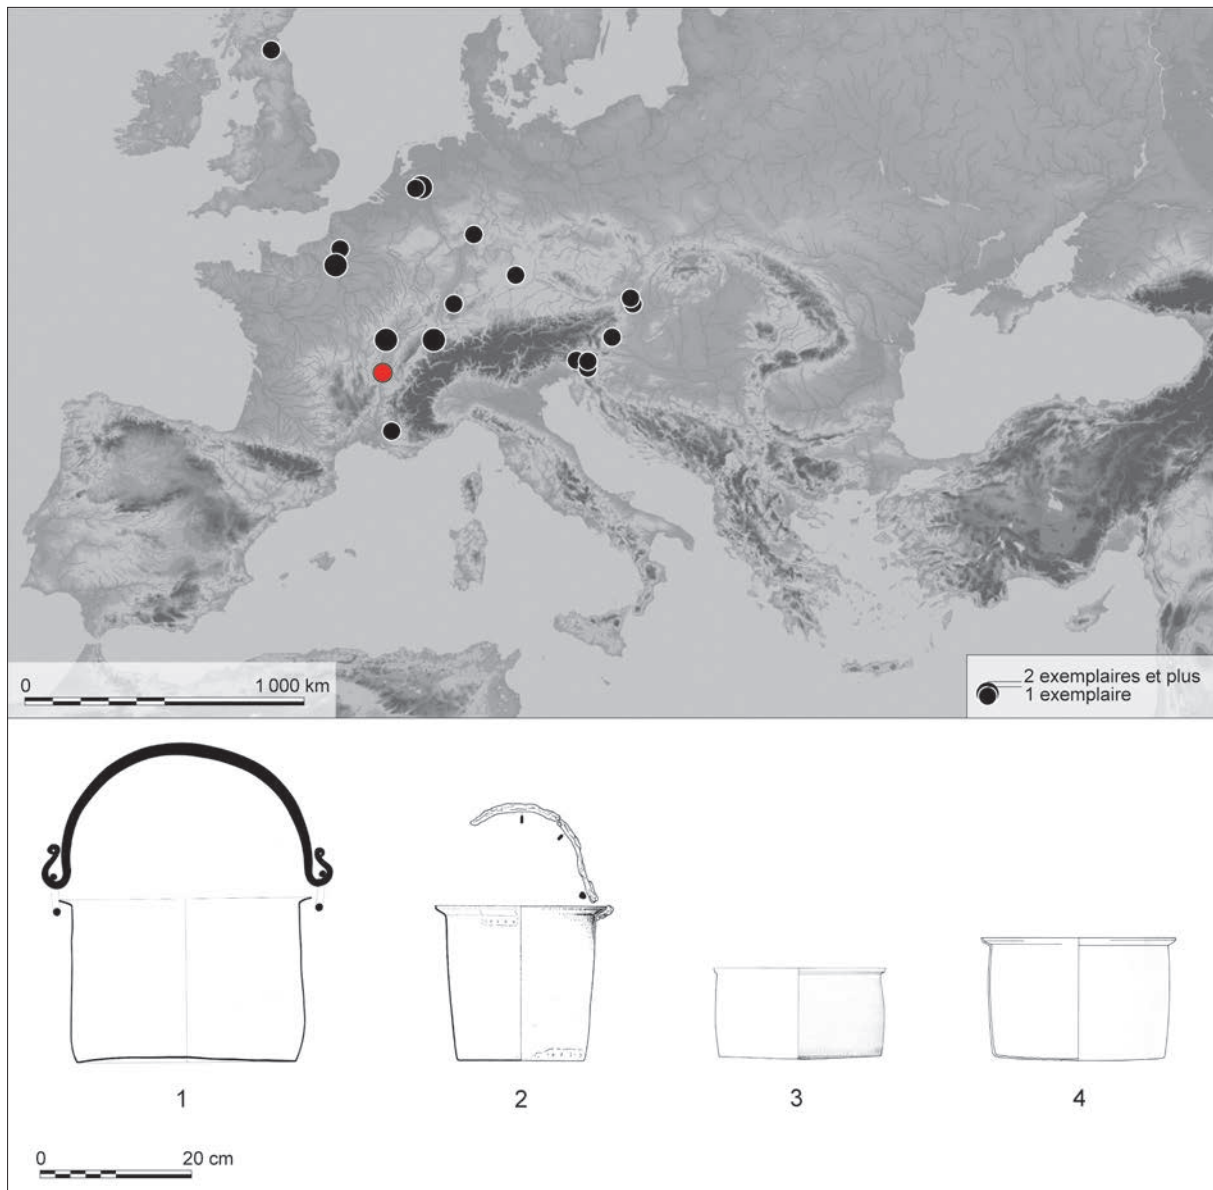 0 1 000 km
2 exemplaires et plus
1 exemplaire
1 2 3 4
0 20 cm